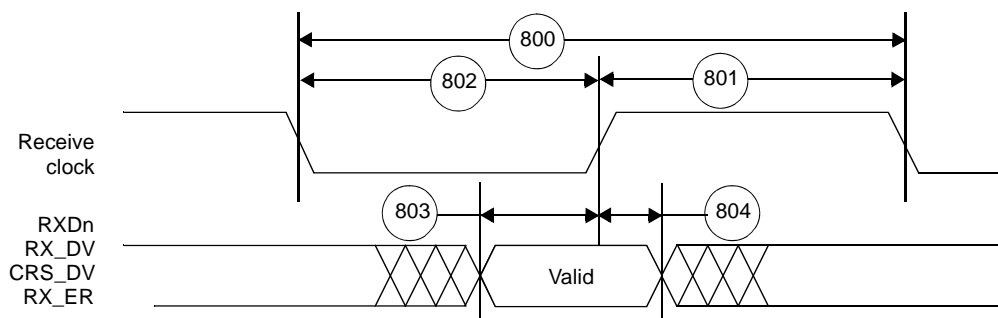 800
802
801
Receive
clock
803
804
RXDn
RX_DV
CRS_DV
RX_ER
Valid